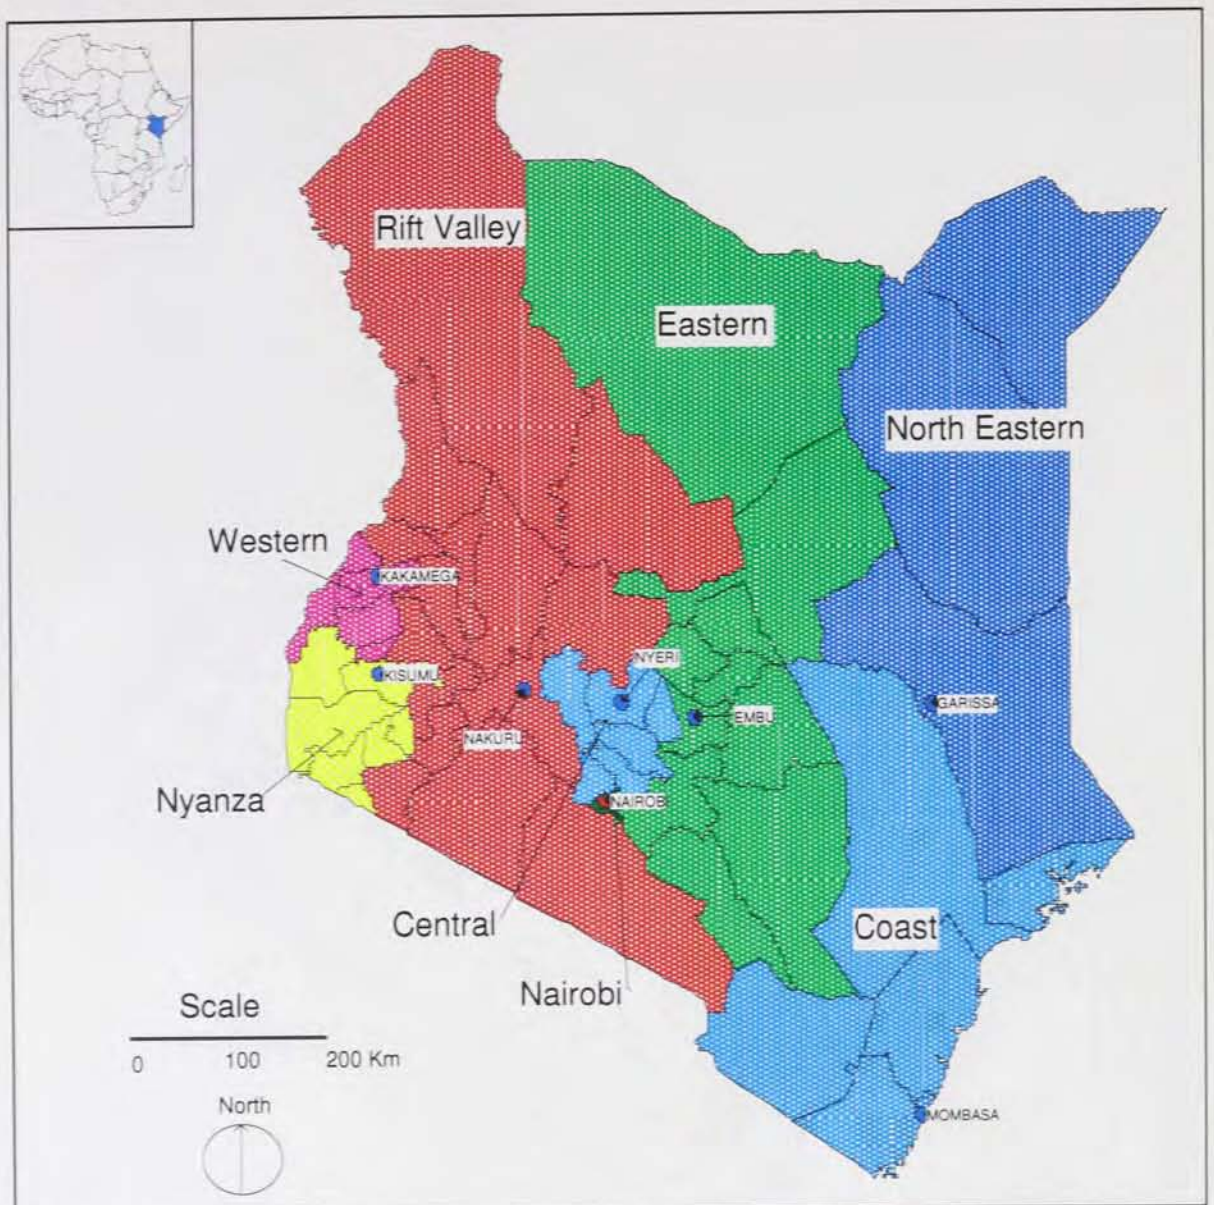 Rift Valley
Eastern
North Eastern
Western
KAKAMEGA
NYERI
KISUMU
GARISSA
EMBU
NAKURU
Nyanza
NAIROB
Central
Coast
Nairobi
Scale
0 100 200 Km
North
MOMBASA